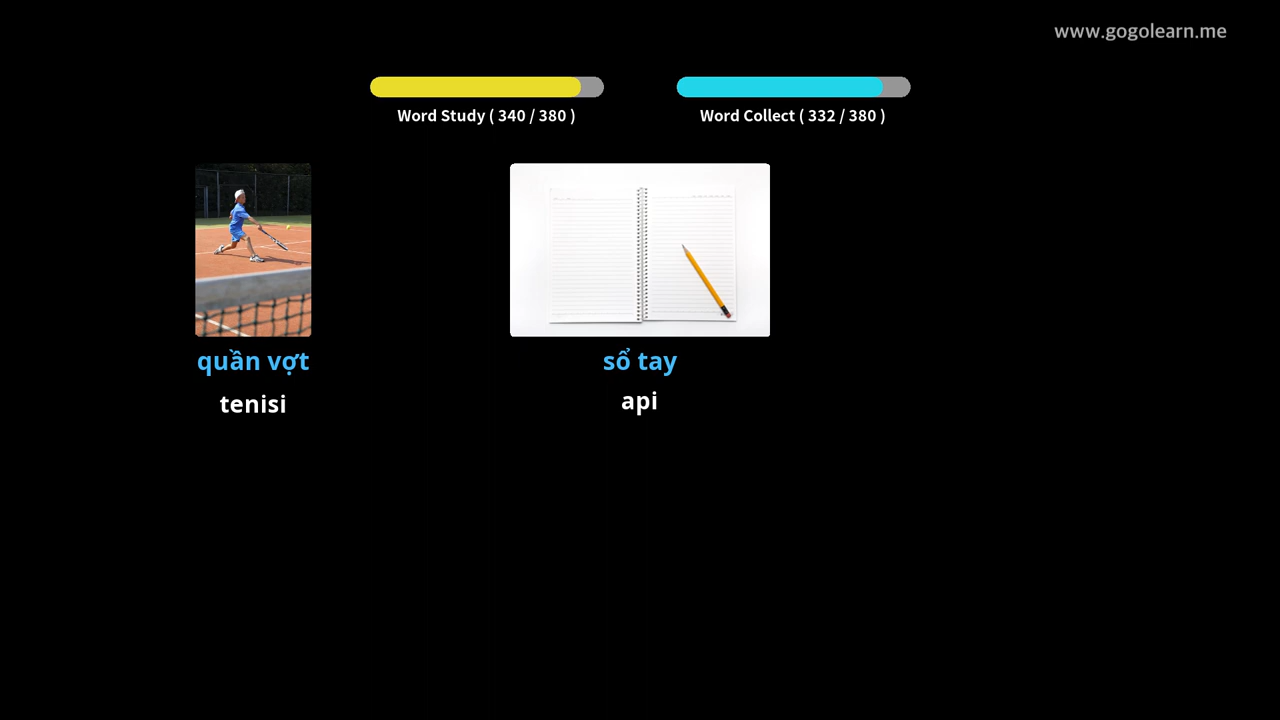 www.gogolearn.me
Word Study ( 340 / 380 )
Word Collect ( 332 / 380 )
quần vợt
tenisi
sổ tay
api